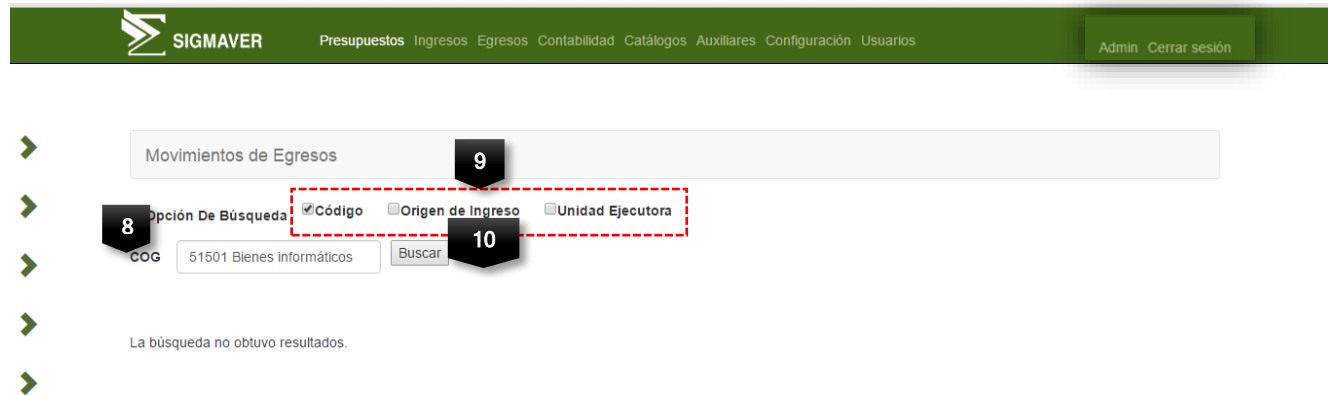 SIGMAVER Presupuestos Ingresos Egresos Contabilidad Catálogos Auxiliares Configuración Usuarios Admin Cerrar sesión
Movimientos de Egresos
9
Opción De Búsqueda Código Origen de Ingreso Unidad Ejecutora
8
10
COG 51501 Bienes informáticos Buscar
La búsqueda no obtuvo resultados.